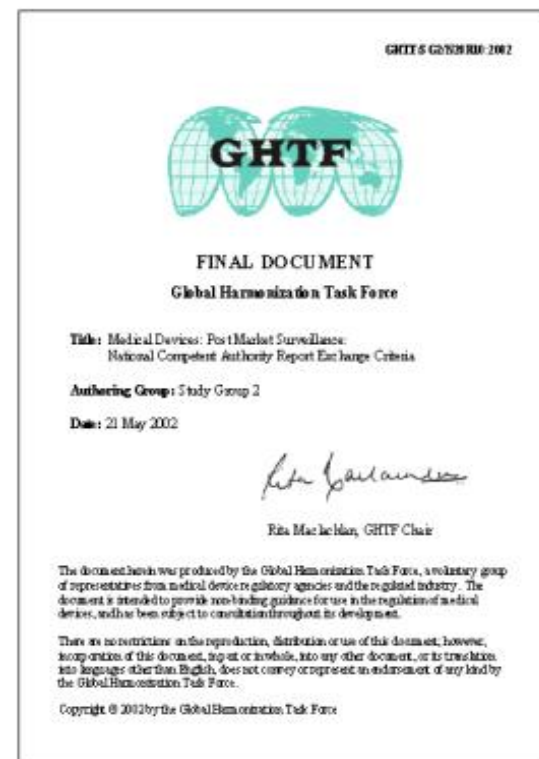 GHTF
FINAL DOCUMENT
Global Harmonization Task Force
Title: Medical Devices: Post Market Surveillance:
National Competent Authority Report Exchange Criteria
Authoring Group: Study Group 2
Date: 21 May 2002
Rita Maclachlan, GHTF Chair
The document herein was produced by the Global Harmonization Task Force, a voluntary group
of representatives from medical device regulatory agencies and the regulated industry. The
document is intended to provide non-binding guidance for use in the regulation of medical
devices, and has been subject to consultation throughout its development.
There are no restrictions on the reproduction, distribution or use of this document; however,
incorporation of this document, in part or in whole, into any other document, or its translation
into languages other than English, does not convey or represent an endorsement of any kind by
the Global Harmonization Task Force.
Copyright © 2002 by the Global Harmonization Task Force